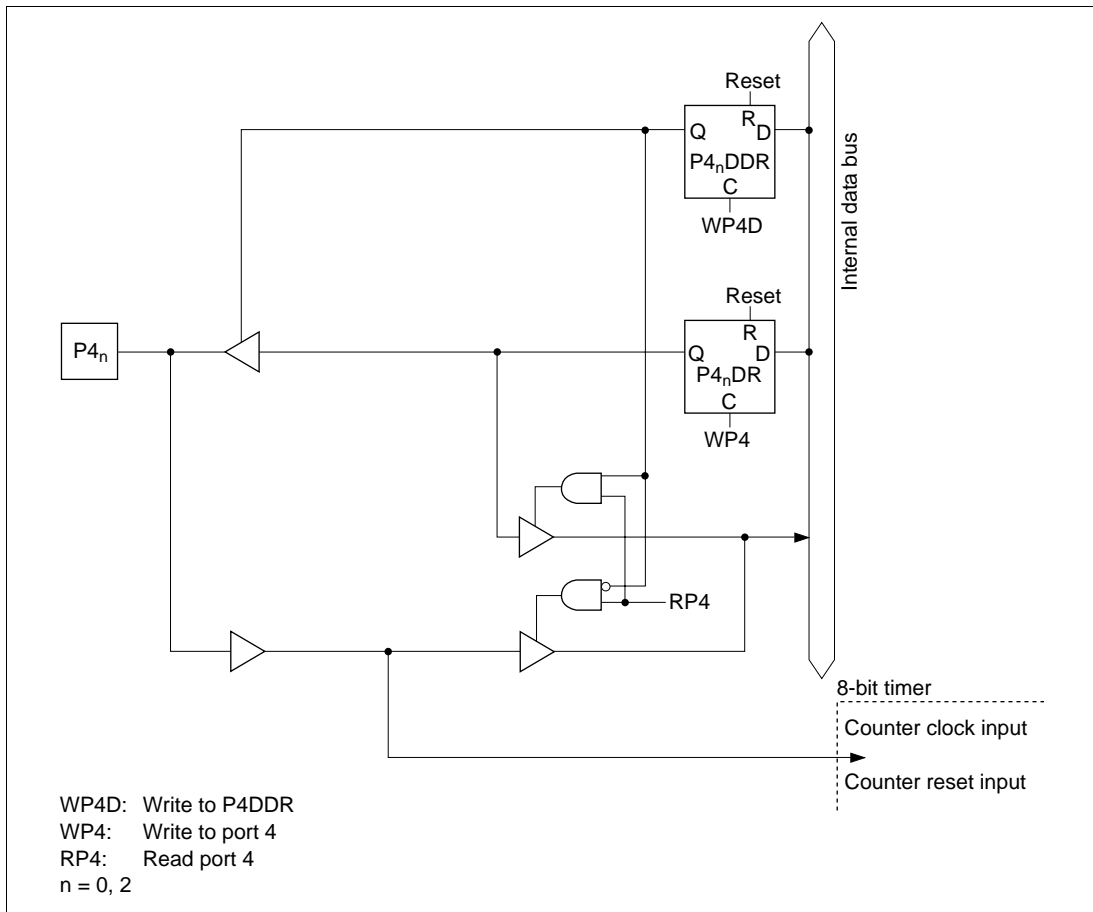 Reset
R
Q D
P4nDDR
C
WP4D
Internal data bus
Reset
R
P4n
Q D
P4nDR
C
WP4
RP4
8-bit timer
Counter clock input
Counter reset input
WP4D: Write to P4DDR
WP4: Write to port 4
RP4: Read port 4
n = 0, 2